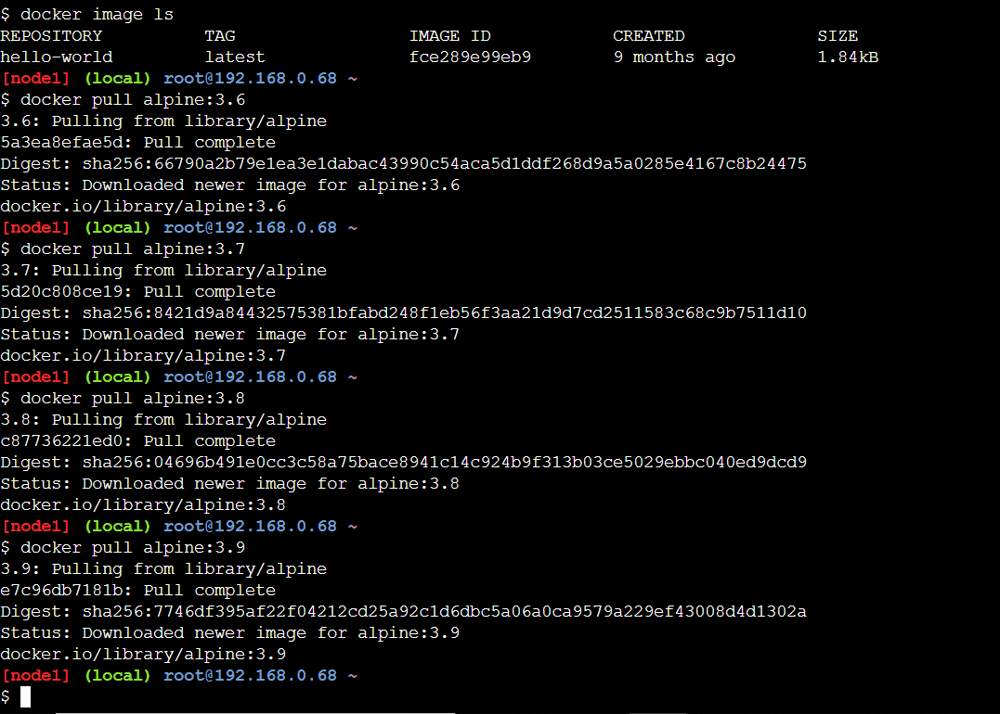 $ docker image ls
REPOSITORY TAG IMAGE ID CREATED SIZE
hello-world latest fce289e99eb9 9 months ago 1.84kB
[node1] (local) root@192.168.0.68 ~
$ docker pull alpine:3.6
3.6: Pulling from library/alpine
5a3ea8efae5d: Pull complete
Digest: sha256:66790a2b79e1ea3e1dabac43990c54aca5d1ddf268d9a5a0285e4167c8b24475
Status: Downloaded newer image for alpine:3.6
docker.io/library/alpine:3.6
[node1] (local) root@192.168.0.68 ~
$ docker pull alpine:3.7
3.7: Pulling from library/alpine
5d20c808ce19: Pull complete
Digest: sha256:8421d9a84432575381bfabd248f1eb56f3aa21d9d7cd2511583c68c9b7511d10
Status: Downloaded newer image for alpine:3.7
docker.io/library/alpine:3.7
[node1] (local) root@192.168.0.68 ~
$ docker pull alpine:3.8
3.8: Pulling from library/alpine
c87736221ed0: Pull complete
Digest: sha256:04696b491e0cc3c58a75bace8941c14c924b9f313b03ce5029ebbc040ed9dcd9
Status: Downloaded newer image for alpine:3.8
docker.io/library/alpine:3.8
[node1] (local) root@192.168.0.68 ~
$ docker pull alpine:3.9
3.9: Pulling from library/alpine
e7c96db7181b: Pull complete
Digest: sha256:7746df395af22f04212cd25a92c1d6dbc5a06a0ca9579a229ef43008d4d1302a
Status: Downloaded newer image for alpine:3.9
docker.io/library/alpine:3.9
[node1] (local) root@192.168.0.68 ~
$